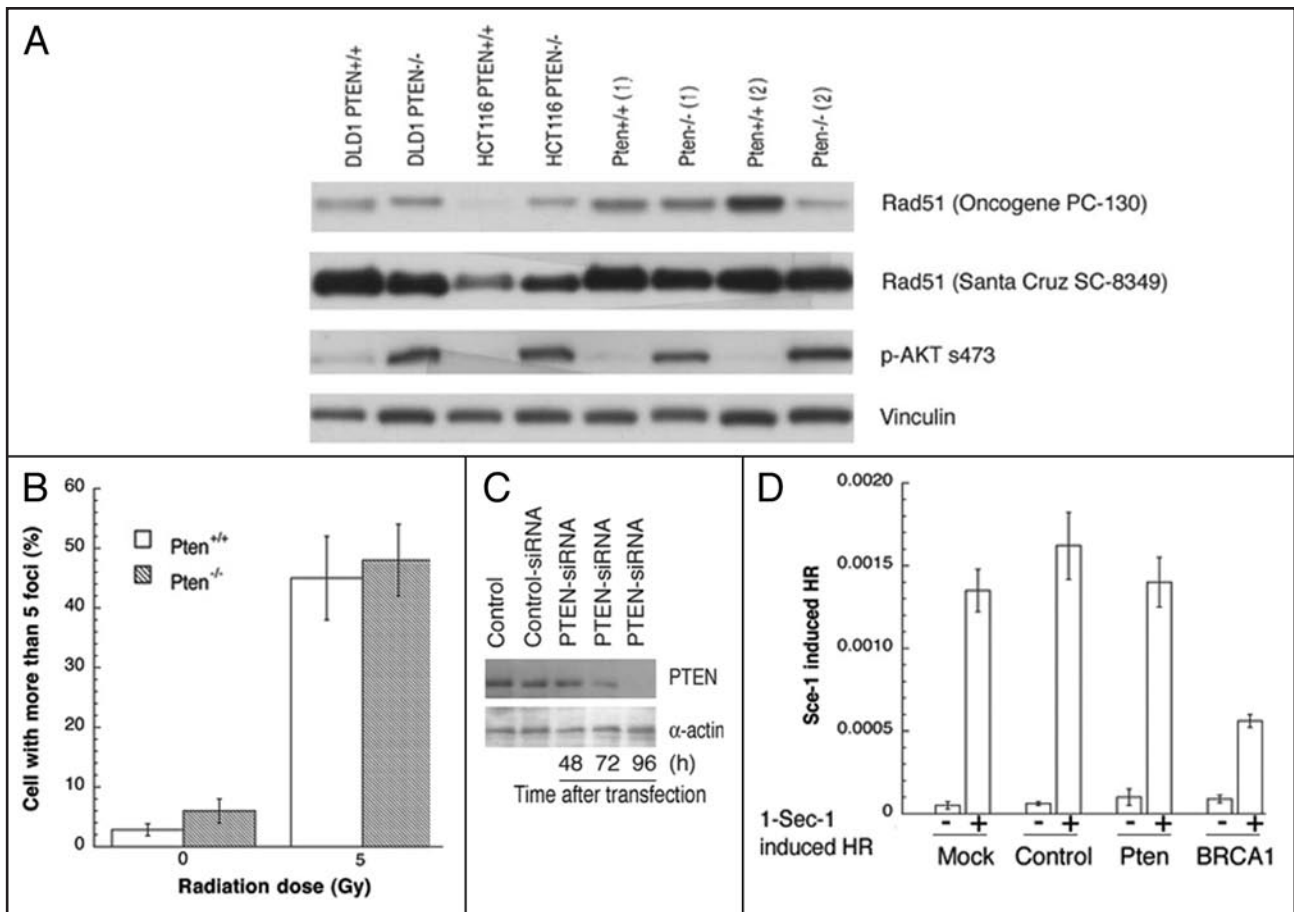 A
DLD1 PTEN+/+
DLD1 PTEN-/-
HCT116 PTEN+/+
HCT116 PTEN-/-
Pten+/+ (1)
Pten-/- (1)
Pten+/+ (2)
Pten-/- (2)
Rad51 (Oncogene PC-130)
Rad51 (Santa Cruz SC-8349)
p-AKT s473
Vinculin
B
Cell with more than 5 foci (%)
60
50
40
30
20
10
0
Pten+/+
Pten-/-
0 5
Radiation dose (Gy)
C
Control
Control-siRNA
PTEN-siRNA
PTEN-siRNA
PTEN-siRNA
PTEN
α-actin
48 72 96 (h)
Time after transfection
D
Sce-1 induced HR
0.0020
0.0015
0.0010
0.0005
0
1-Sec-1
induced HR
- + - + - + - +
Mock Control Pten BRCA1